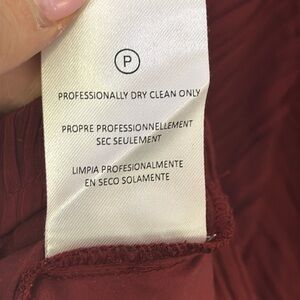 P
PROFESSIONALLY DRY CLEAN ONLY
PROPRE PROFESSIONNELLEMENT
SEC SEULEMENT
LIMPIA PROFESIONALMENTE
EN SECO SOLAMENTE